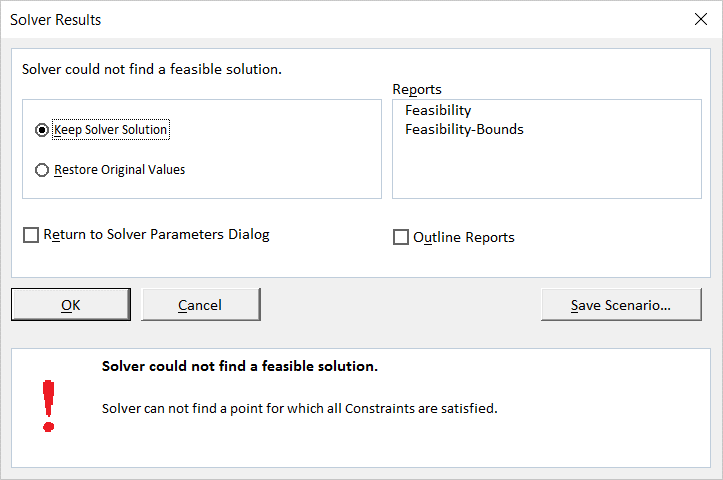 Solver Results
Solver could not find a feasible solution.
Reports
Keep Solver Solution
Restore Original Values
Feasibility
Feasibility-Bounds
Return to Solver Parameters Dialog
Outline Reports
OK
Cancel
Save Scenario...
Solver could not find a feasible solution.
Solver can not find a point for which all Constraints are satisfied.